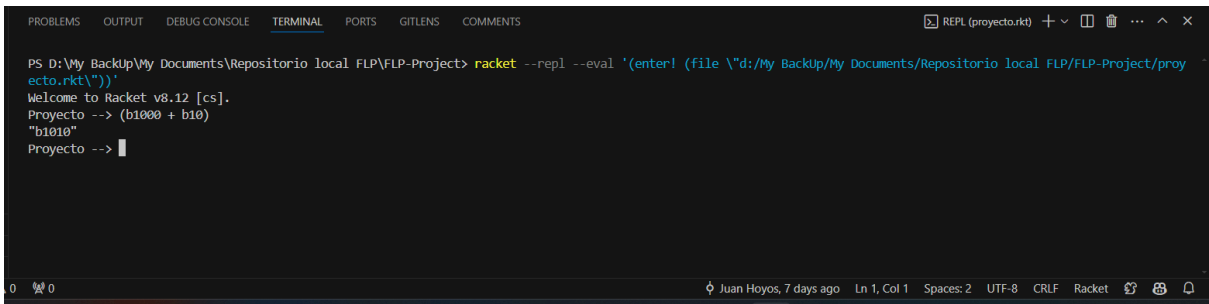 PROBLEMS OUTPUT DEBUG CONSOLE TERMINAL PORTS GITLENS COMMENTS REPL (proyecto.rkt)
PS D:\My BackUp\My Documents\Repositorio local FLP\FLP-Project> racket --repl --eval '(enter! (file \"d:/My BackUp/My Documents/Repositorio local FLP/FLP-Project/proy
ecto.rkt\"))'
Welcome to Racket v8.12 [cs].
Proyecto --> (b1000 + b10)
"b1010"
Proyecto -->
0 0 Juan Hoyos, 7 days ago Ln 1, Col 1 Spaces: 2 UTF-8 CRLF Racket